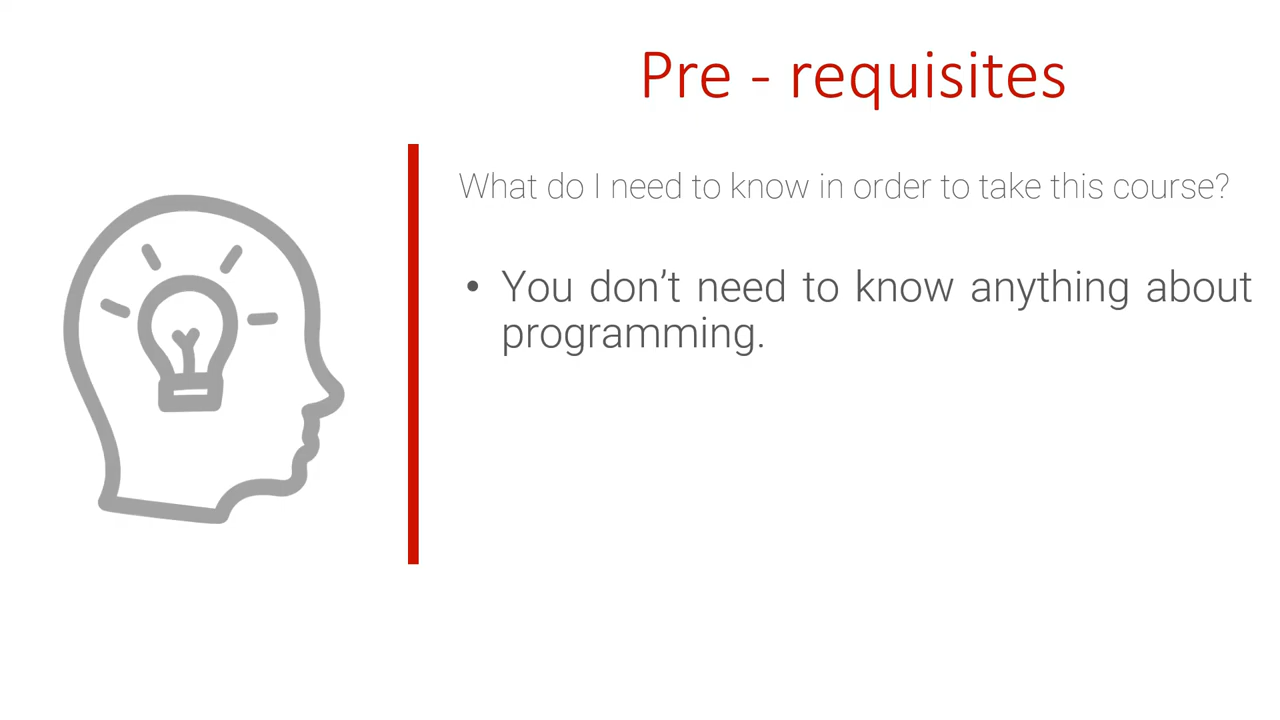 Pre - requisites
What do I need to know in order to take this course?
• You don’t need to know anything about
programming.